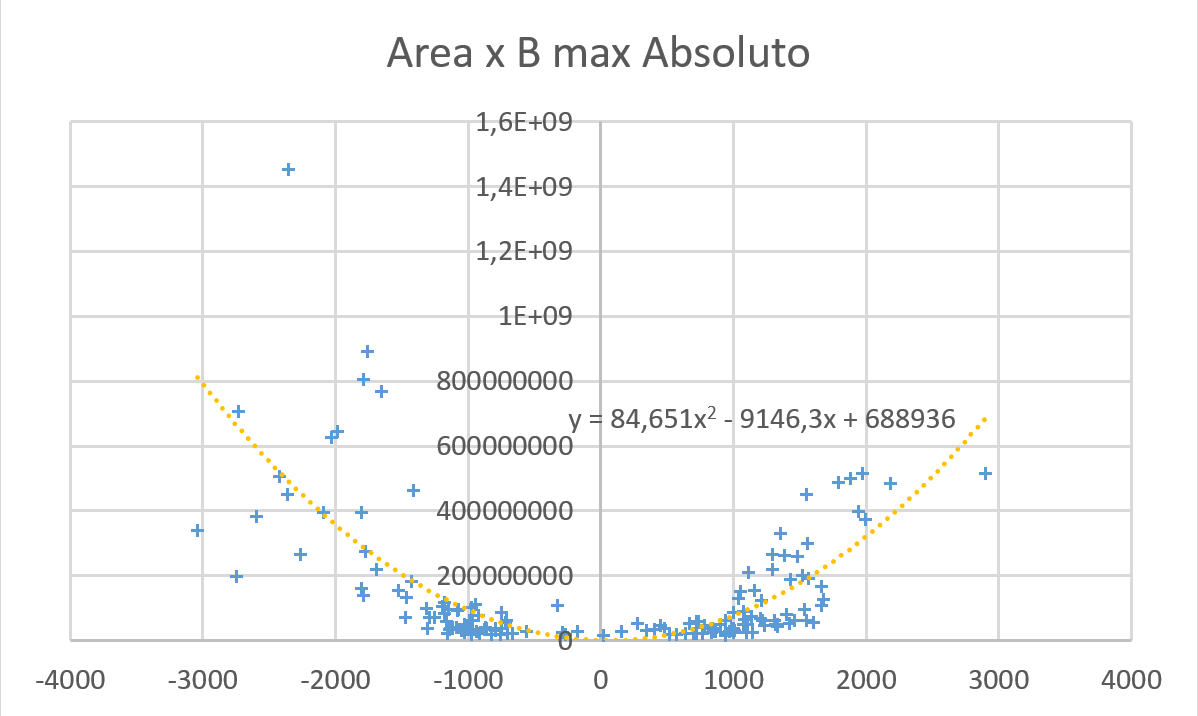 Area x B max Absoluto
1,6E+09
1,4E+09
1,2E+09
1E+09
800000000
y = 84,651x² - 9146,3x + 688936
600000000
400000000
200000000
0
-4000 -3000 -2000 -1000 0 1000 2000 3000 4000